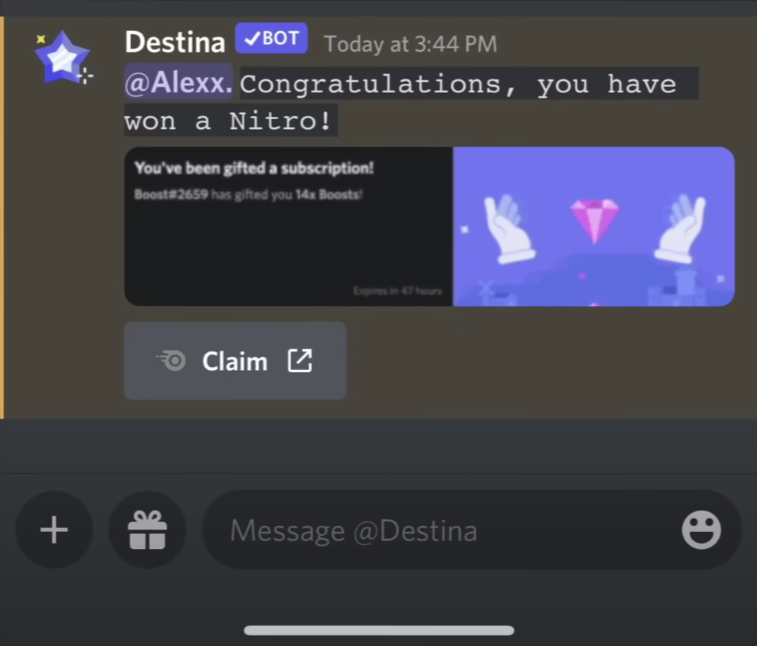 Destina ✓BOT Today at 3:44 PM
@Alexx. Congratulations, you have
won a Nitro!
You've been gifted a subscription!
Boost#2659 has gifted you 14x Boosts!
Expires in 47 hours
Claim
Message @Destina